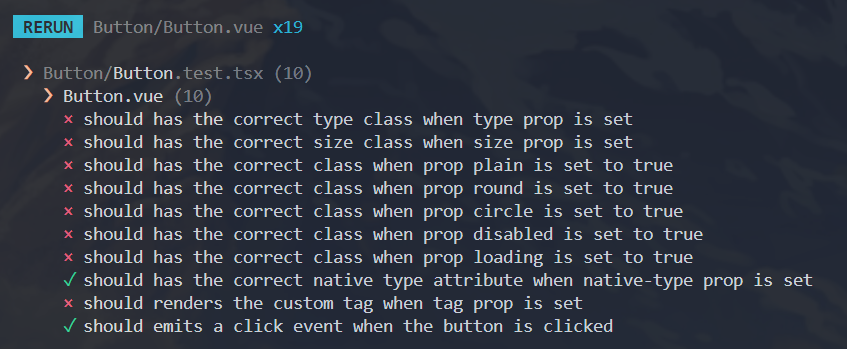 RERUN Button/Button.vue x19
❯ Button/Button.test.tsx (10)
❯ Button.vue (10)
× should has the correct type class when type prop is set
× should has the correct size class when size prop is set
× should has the correct class when prop plain is set to true
× should has the correct class when prop round is set to true
× should has the correct class when prop circle is set to true
× should has the correct class when prop disabled is set to true
× should has the correct class when prop loading is set to true
✓ should has the correct native type attribute when native-type prop is set
× should renders the custom tag when tag prop is set
✓ should emits a click event when the button is clicked